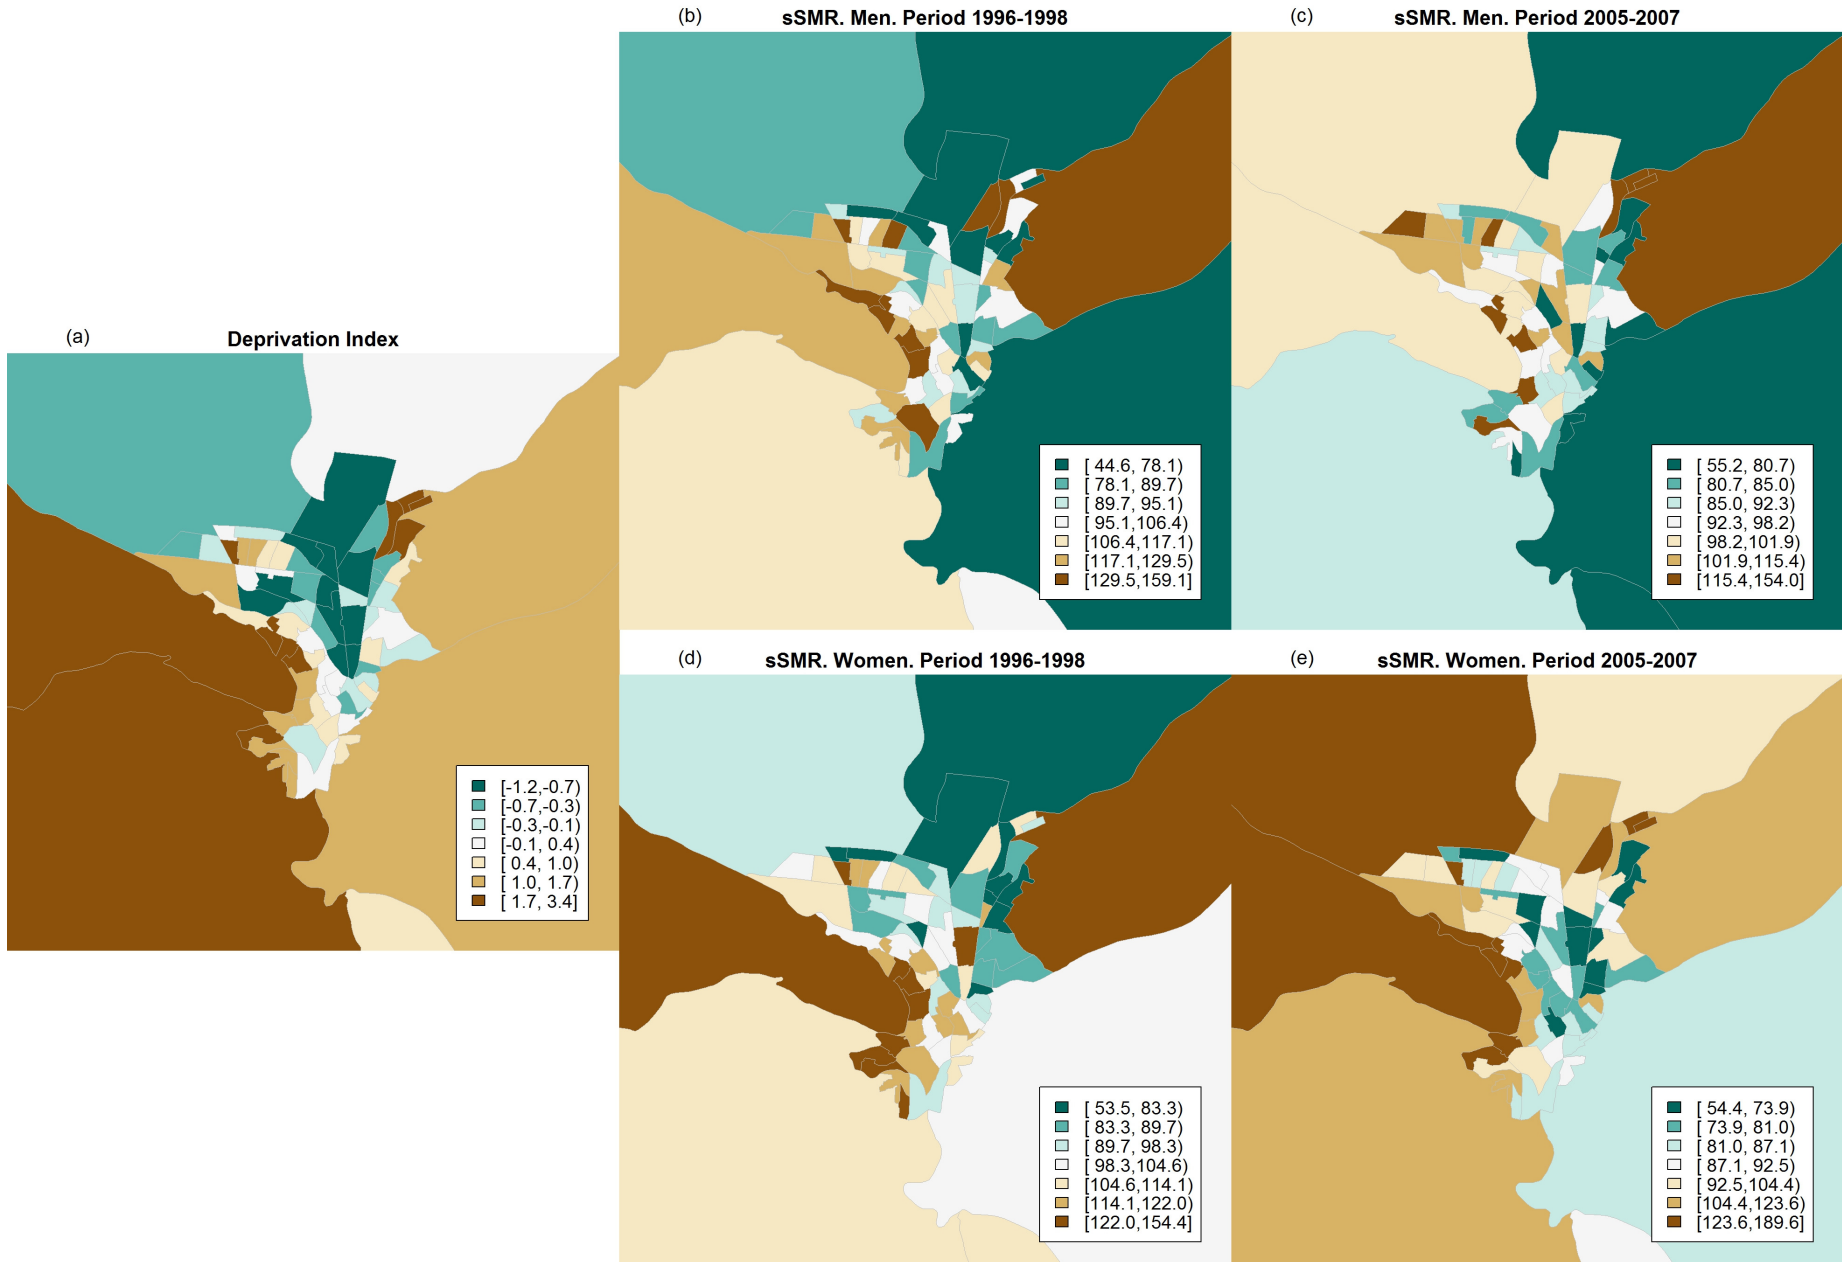 (b) sSMR. Men. Period 1996-1998
(c) sSMR. Men. Period 2005-2007
[ 44.6, 78.1)
[ 78.1, 89.7)
[ 89.7, 95.1)
[ 95.1,106.4)
[106.4,117.1)
[117.1,129.5)
[129.5,159.1]
[ 55.2, 80.7)
[ 80.7, 85.0)
[ 85.0, 92.3)
[ 92.3, 98.2)
[ 98.2,101.9)
[101.9,115.4)
[115.4,154.0]
(a) Deprivation Index
[-1.2,-0.7)
[-0.7,-0.3)
[-0.3,-0.1)
[-0.1, 0.4)
[ 0.4, 1.0)
[ 1.0, 1.7)
[ 1.7, 3.4]
(d) sSMR. Women. Period 1996-1998
(e) sSMR. Women. Period 2005-2007
[ 53.5, 83.3)
[ 83.3, 89.7)
[ 89.7, 98.3)
[ 98.3,104.6)
[104.6,114.1)
[114.1,122.0)
[122.0,154.4]
[ 54.4, 73.9)
[ 73.9, 81.0)
[ 81.0, 87.1)
[ 87.1, 92.5)
[ 92.5,104.4)
[104.4,123.6)
[123.6,189.6]